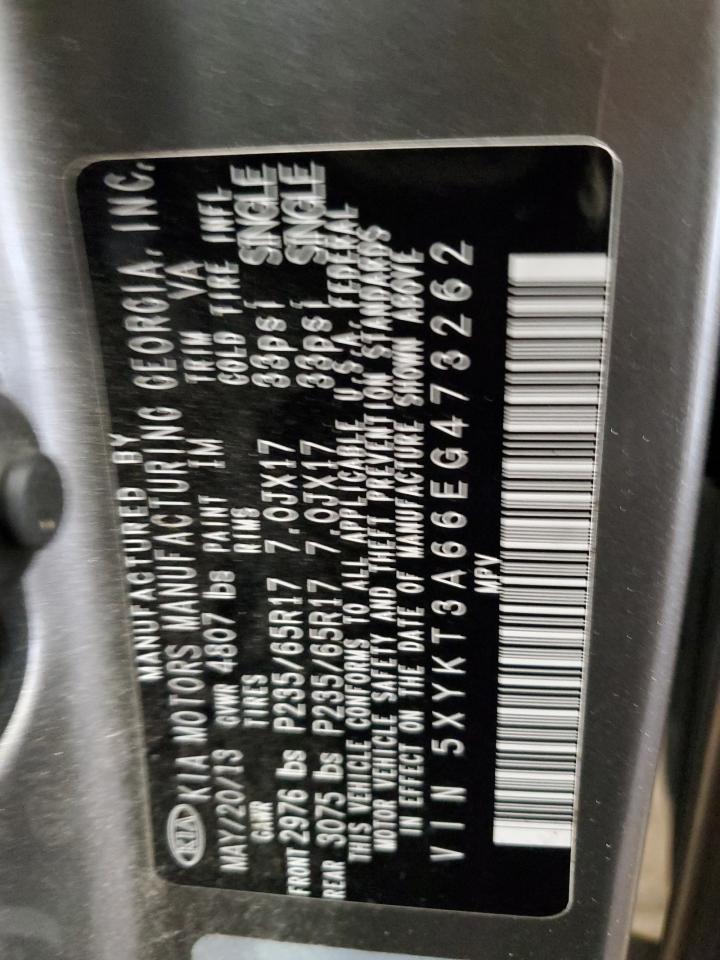 KIA
MANUFACTURED BY
KIA MOTORS MANUFACTURING GEORGIA, INC.
MAY/20/13 GVWR 4807 lbs PAINT IM TRIM VA
GAWR TIRES RIMS COLD TIRE INFL
FRONT 2976 lbs P235/65R17 7.0JX17 33psi SINGLE
REAR 3075 lbs P235/65R17 7.0JX17 33psi SINGLE
THIS VEHICLE CONFORMS TO ALL APPLICABLE U.S.A. FEDERAL
MOTOR VEHICLE SAFETY AND THEFT PREVENTION STANDARDS
IN EFFECT ON THE DATE OF MANUFACTURE SHOWN ABOVE
VIN 5XYKT3A66EG473262
MPV